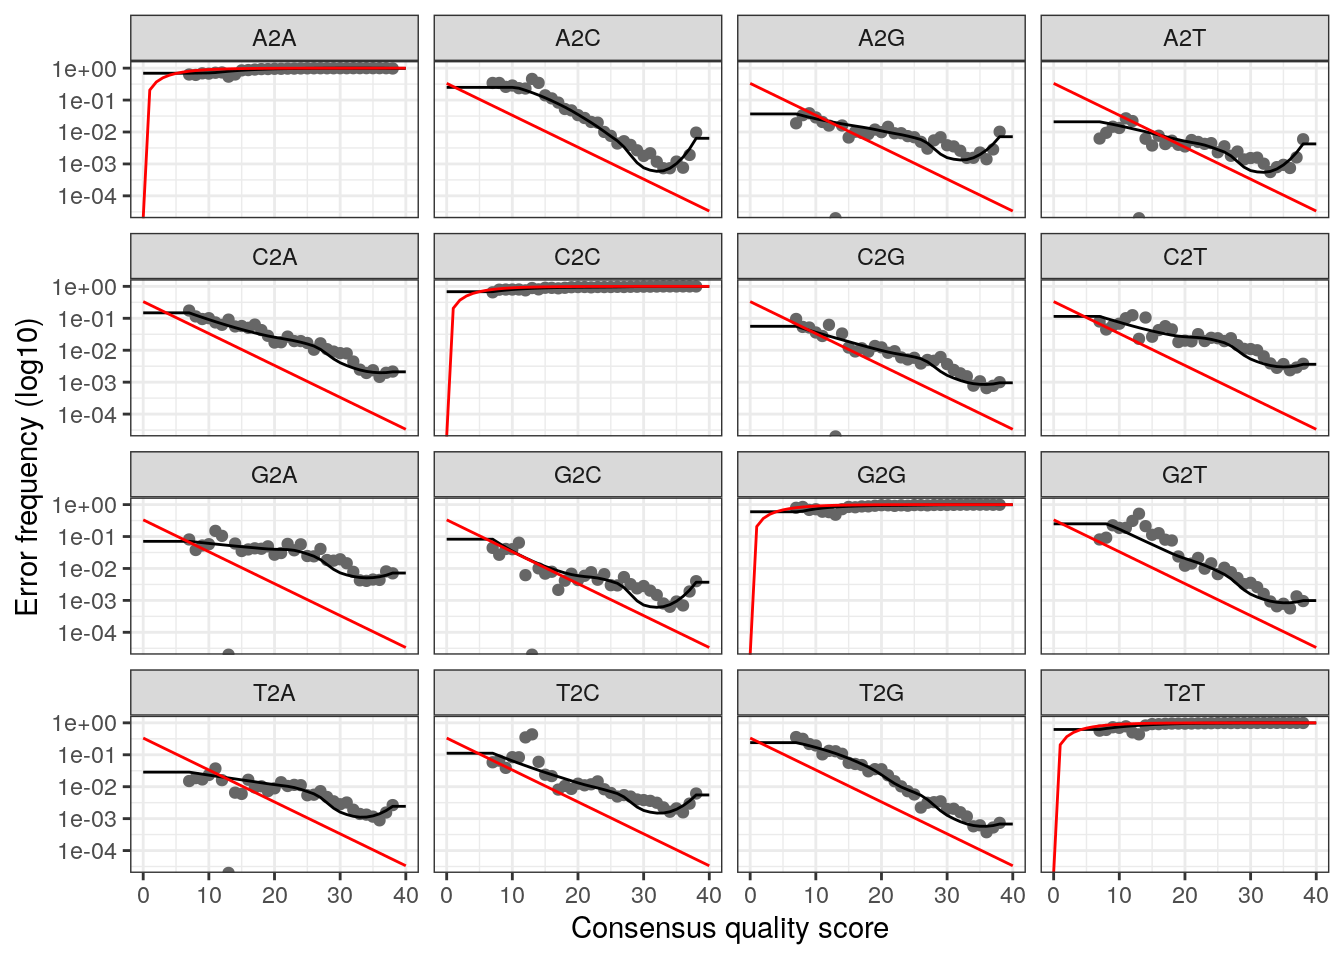 A2A A2C A2G A2T
1e+00
1e-01
1e-02
1e-03
1e-04
C2A C2C C2G C2T
1e+00
1e-01
1e-02
1e-03
1e-04
G2A G2C G2G G2T
1e+00
1e-01
1e-02
1e-03
1e-04
T2A T2C T2G T2T
1e+00
1e-01
1e-02
1e-03
1e-04
0 10 20 30 40 0 10 20 30 40 0 10 20 30 40 0 10 20 30 40
Consensus quality score
Error frequency (log10)